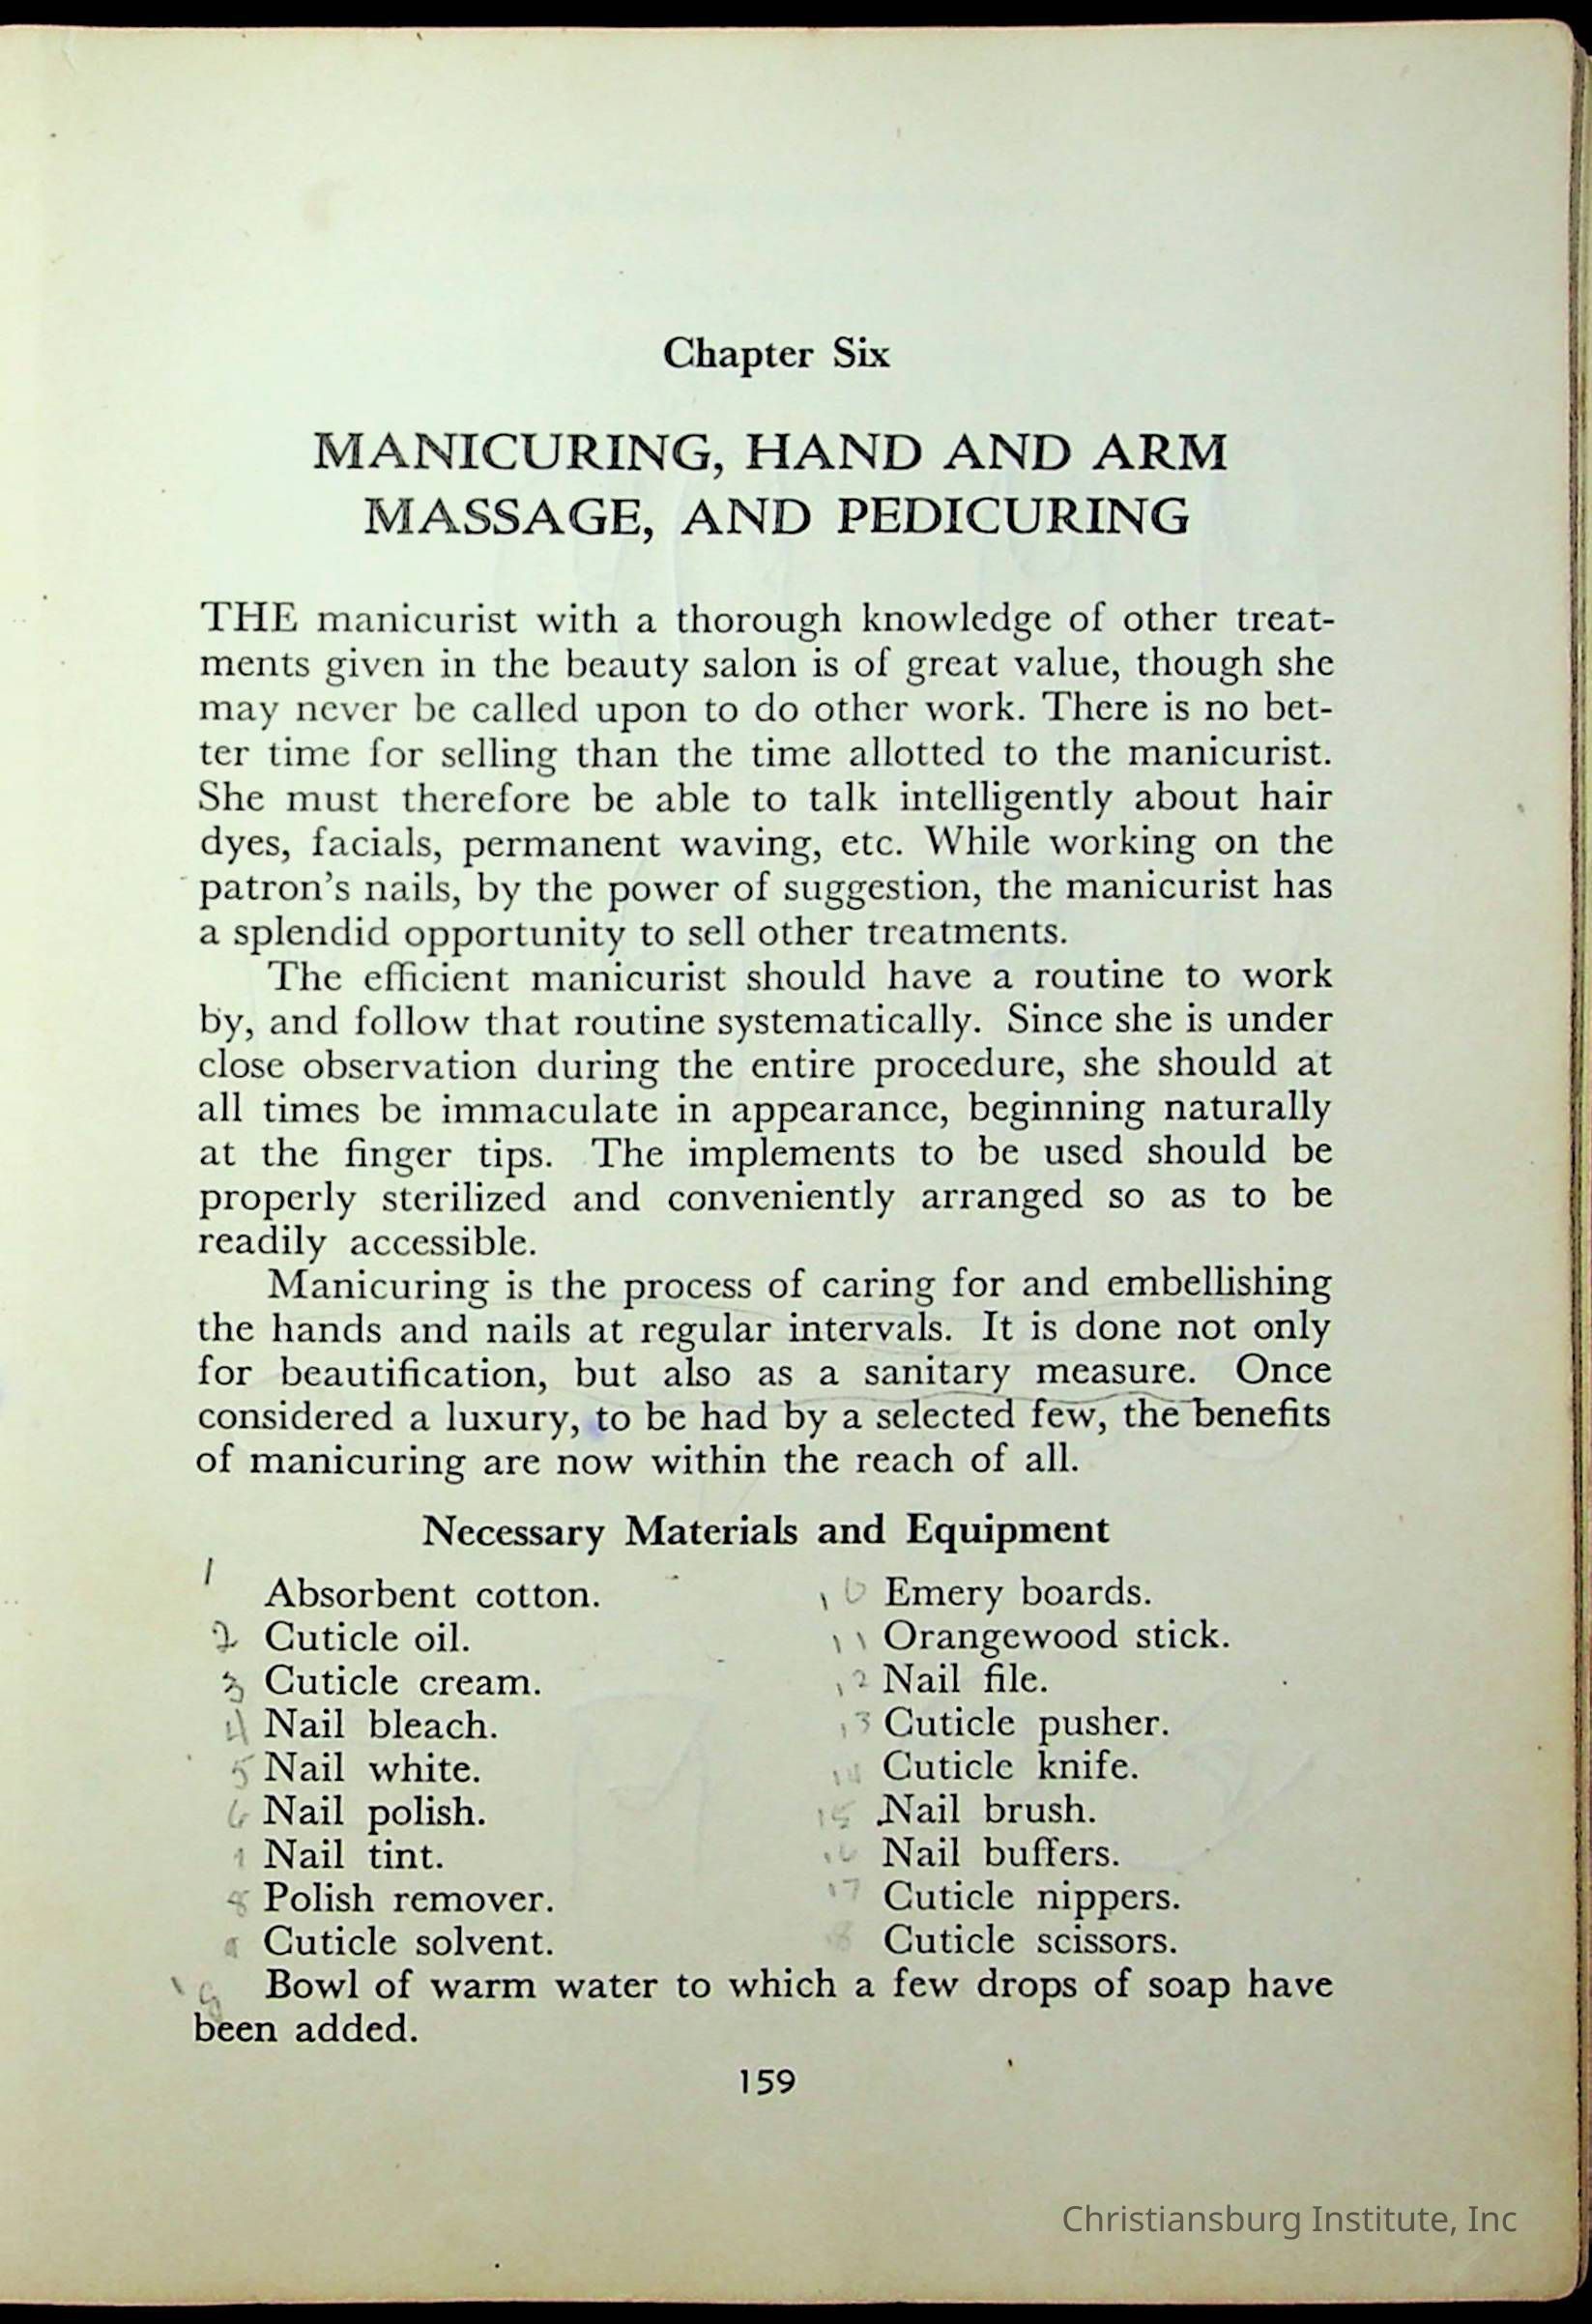 Chapter Six
MANICURING, HAND AND ARM
MASSAGE, AND PEDICURING
THE manicurist with a thorough knowledge of other treat-
ments given in the beauty salon is of great value, though she
may never be called upon to do other work. There is no bet-
ter time for selling than the time allotted to the manicurist.
She must therefore be able to talk intelligently about hair
dyes, facials, permanent waving, etc. While working on the
patron's nails, by the power of suggestion, the manicurist has
a splendid opportunity to sell other treatments.
The efficient manicurist should have a routine to work
by, and follow that routine systematically. Since she is under
close observation during the entire procedure, she should at
all times be immaculate in appearance, beginning naturally
at the finger tips. The implements to be used should be
properly sterilized and conveniently arranged so as to be
readily accessible.
Manicuring is the process of caring for and embellishing
the hands and nails at regular intervals. It is done not only
for beautification, but also as a sanitary measure. Once
considered a luxury, to be had by a selected few, the benefits
of manicuring are now within the reach of all.
Necessary Materials and Equipment
1 Absorbent cotton.
2 Cuticle oil.
3 Cuticle cream.
4 Nail bleach.
5 Nail white.
6 Nail polish.
Nail tint.
8 Polish remover.
9 Cuticle solvent.
10 Emery boards.
11 Orangewood stick.
12 Nail file.
13 Cuticle pusher.
14 Cuticle knife.
15 Nail brush.
16 Nail buffers.
17 Cuticle nippers.
8 Cuticle scissors.
Bowl of warm water to which a few drops of soap have
been added.
159
Christiansburg Institute, Inc